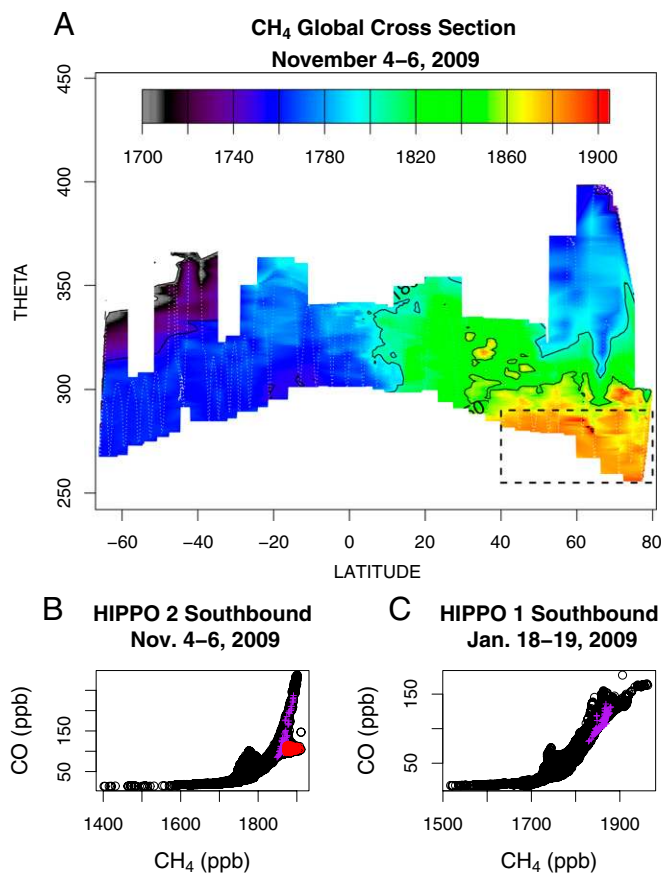 A
CH4 Global Cross Section
November 4–6, 2009
1700 1740 1780 1820 1860 1900
THETA
450
400
350
300
250
−60 −40 −20 0 20 40 60 80
LATITUDE
B
HIPPO 2 Southbound
Nov. 4–6, 2009
CO (ppb)
150
50
1400 1600 1800
CH4 (ppb)
C
HIPPO 1 Southbound
Jan. 18–19, 2009
CO (ppb)
150
50
1500 1700 1900
CH4 (ppb)